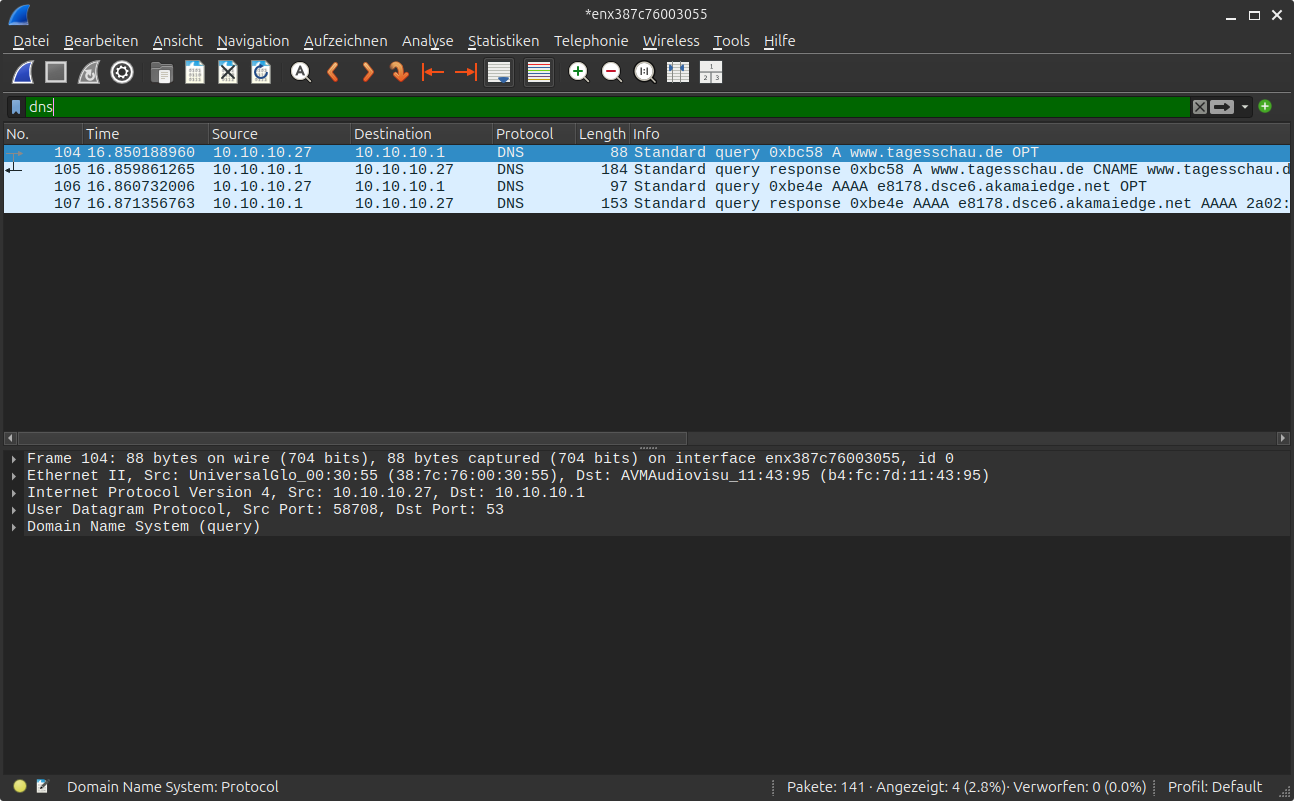 *enx387c76003055
Datei Bearbeiten Ansicht Navigation Aufzeichnen Analyse Statistiken Telephonie Wireless Tools Hilfe
dns
No. Time Source Destination Protocol Length Info
104 16.850188960 10.10.10.27 10.10.10.1 DNS 88 Standard query 0xbc58 A www.tagesschau.de OPT
105 16.859861265 10.10.10.1 10.10.10.27 DNS 184 Standard query response 0xbc58 A www.tagesschau.de CNAME www.tagesschau.d
106 16.860732006 10.10.10.27 10.10.10.1 DNS 97 Standard query 0xbe4e AAAA e8178.dsce6.akamaiedge.net OPT
107 16.871356763 10.10.10.1 10.10.10.27 DNS 153 Standard query response 0xbe4e AAAA e8178.dsce6.akamaiedge.net AAAA 2a02:
Frame 104: 88 bytes on wire (704 bits), 88 bytes captured (704 bits) on interface enx387c76003055, id 0
Ethernet II, Src: UniversalGlo_00:30:55 (38:7c:76:00:30:55), Dst: AVMAudiovisu_11:43:95 (b4:fc:7d:11:43:95)
Internet Protocol Version 4, Src: 10.10.10.27, Dst: 10.10.10.1
User Datagram Protocol, Src Port: 58708, Dst Port: 53
Domain Name System (query)
Domain Name System: Protocol
Pakete: 141 · Angezeigt: 4 (2.8%)· Verworfen: 0 (0.0%)
Profil: Default